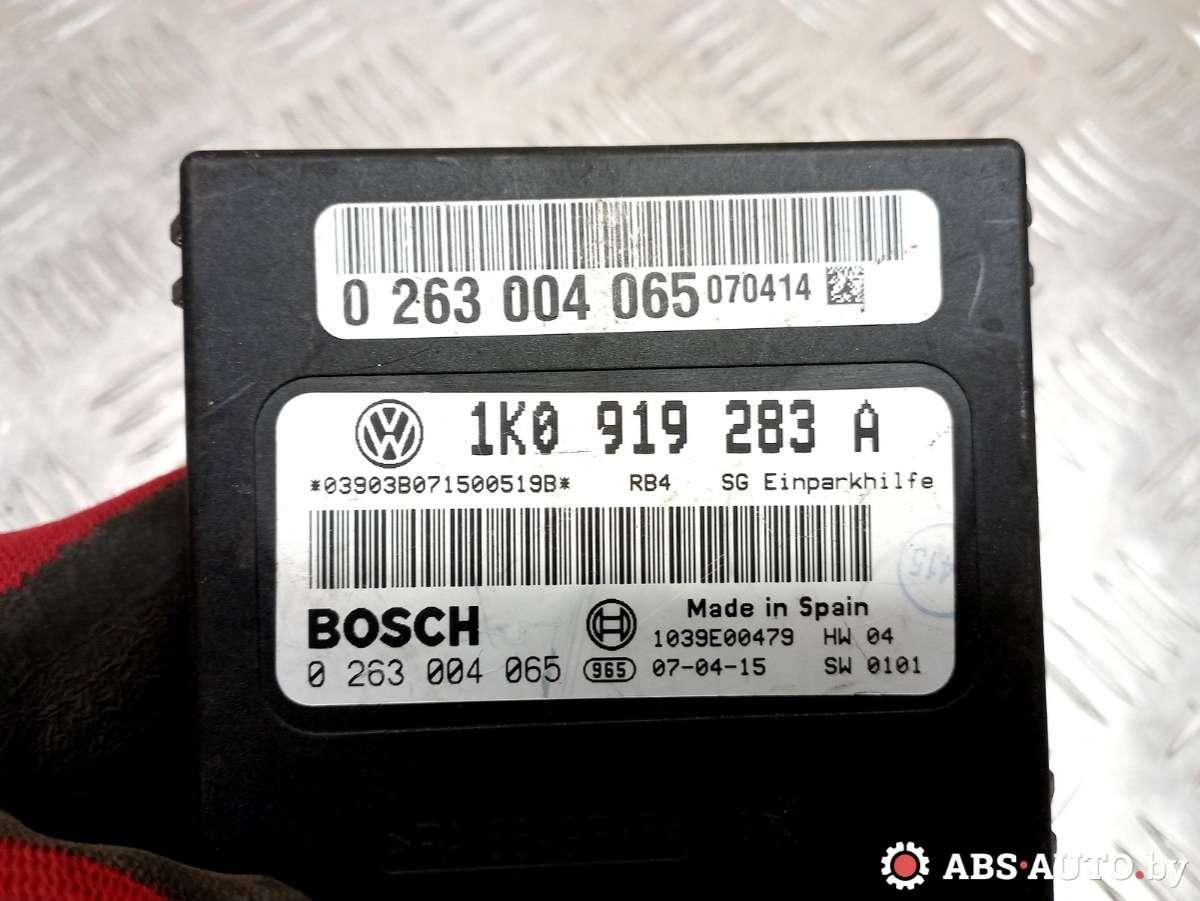 0 263 004 065 070414
1K0 919 283 A
*03903B071500519B* RB4 SG Einparkhilfe
BOSCH
Made in Spain
1039E00479 HW 04
0 263 004 065 965 07-04-15 SW 0101
415
ABS-AUTO.by